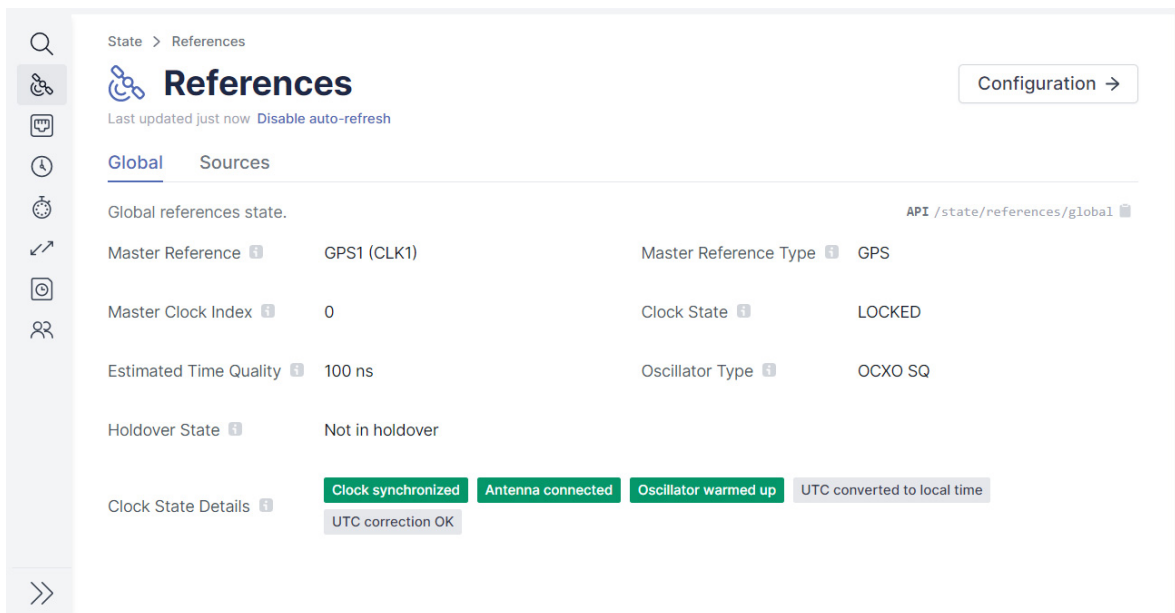 State > References
References
Configuration →
Last updated just now Disable auto-refresh
Global Sources
Global references state. API /state/references/global
Master Reference GPS1 (CLK1) Master Reference Type GPS
Master Clock Index 0 Clock State LOCKED
Estimated Time Quality 100 ns Oscillator Type OCXO SQ
Holdover State Not in holdover
Clock State Details Clock synchronized Antenna connected Oscillator warmed up UTC converted to local time
UTC correction OK